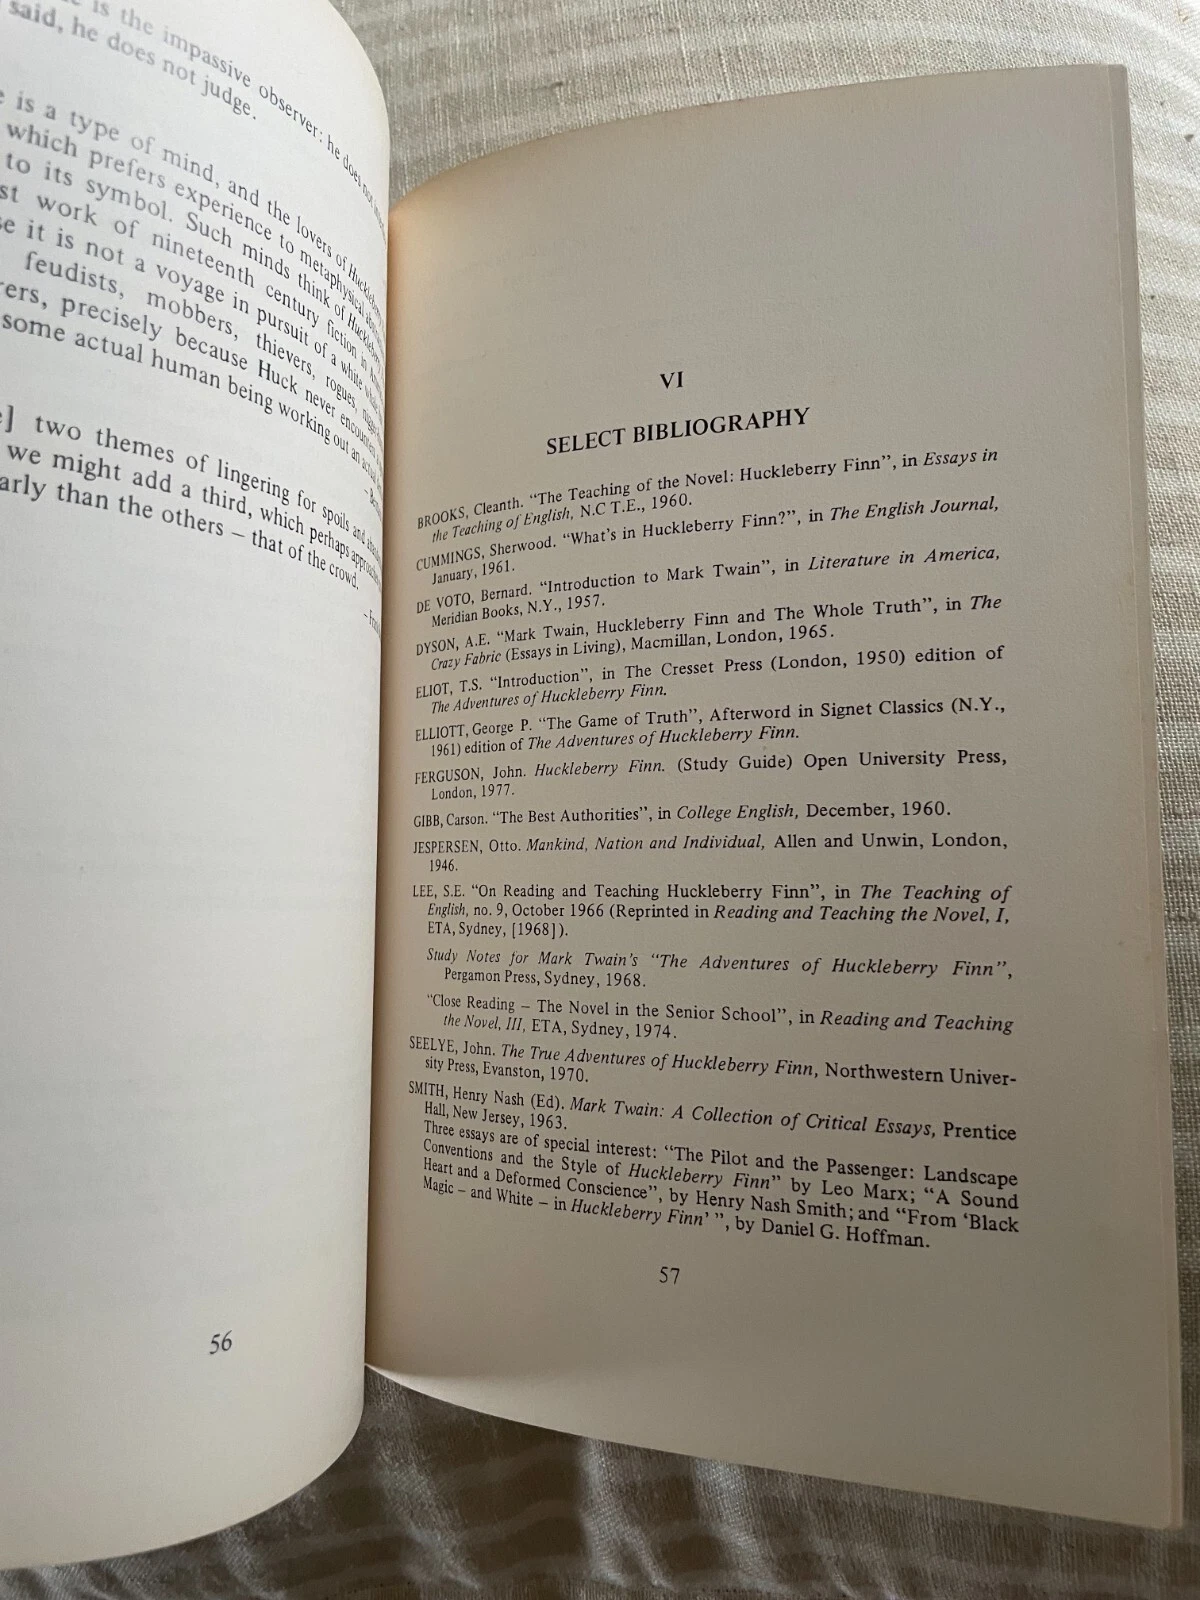 is the impassive observer: he does not
said, he does not judge.
is a type of mind, and the lovers of Huckleberry
which prefers experience to metaphysical
to its symbol. Such minds think of Huckleberry
work of nineteenth century fiction in
it is not a voyage in pursuit of a white whale
feudists, mobbers, thievers, rogues,
precisely because Huck never encounters
some actual human being working out an actual
two themes of lingering for spoils and
we might add a third, which perhaps
than the others – that of the crowd.
56
VI
SELECT BIBLIOGRAPHY
BROOKS, Cleanth. "The Teaching of the Novel: Huckleberry Finn", in Essays in
the Teaching of English, N.C T.E., 1960.
CUMMINGS, Sherwood. "What's in Huckleberry Finn?", in The English Journal,
January, 1961.
DE VOTO, Bernard. "Introduction to Mark Twain", in Literature in America,
Meridian Books, N.Y., 1957.
DYSON, A.E. "Mark Twain, Huckleberry Finn and The Whole Truth", in The
Crazy Fabric (Essays in Living), Macmillan, London, 1965.
ELIOT, T.S. "Introduction", in The Cresset Press (London, 1950) edition of
The Adventures of Huckleberry Finn.
ELLIOTT, George P. "The Game of Truth", Afterword in Signet Classics (N.Y.,
1961) edition of The Adventures of Huckleberry Finn.
FERGUSON, John. Huckleberry Finn. (Study Guide) Open University Press,
London, 1977.
GIBB, Carson. "The Best Authorities", in College English, December, 1960.
JESPERSEN, Otto. Mankind, Nation and Individual, Allen and Unwin, London,
1946.
LEE, S.E. "On Reading and Teaching Huckleberry Finn", in The Teaching of
English, no. 9, October 1966 (Reprinted in Reading and Teaching the Novel, I,
ETA, Sydney, [1968]).
Study Notes for Mark Twain's "The Adventures of Huckleberry Finn",
Pergamon Press, Sydney, 1968.
"Close Reading – The Novel in the Senior School", in Reading and Teaching
the Novel, III, ETA, Sydney, 1974.
SEELYE, John. The True Adventures of Huckleberry Finn, Northwestern Univer-
sity Press, Evanston, 1970.
SMITH, Henry Nash (Ed). Mark Twain: A Collection of Critical Essays, Prentice
Hall, New Jersey, 1963.
Three essays are of special interest: "The Pilot and the Passenger: Landscape
Conventions and the Style of Huckleberry Finn" by Leo Marx; "A Sound
Heart and a Deformed Conscience", by Henry Nash Smith; and "From 'Black
Magic – and White – in Huckleberry Finn' ", by Daniel G. Hoffman.
57